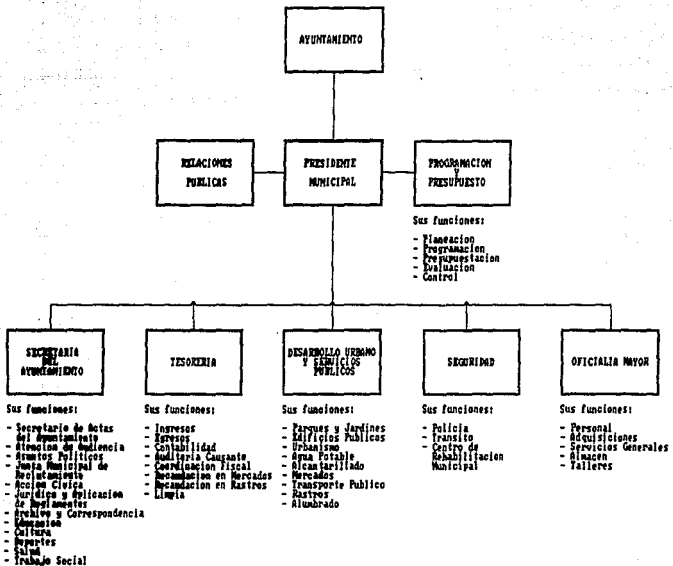 AYUNTAMIENTO
RELACIONES
PUBLICAS
PRESIDENTE
MUNICIPAL
PROGRAMACION
Y
PRESUPUESTO
Sus funciones:
- Planeacion
- Programacion
- Presupuestacion
- Evaluacion
- Control
SECRETARIA
DEL
AYUNTAMIENTO
Sus funciones:
- Secretario de Actas
del Ayuntamiento
- Atencion de Audiencia
- Asuntos Politicos
- Junta Municipal de
Reclutamiento
- Accion Civica
- Juridico y Aplicacion
de Reglamentos
- Archivo y Correspondencia
- Educacion
- Cultura
- Deportes
- Salud
- Trabajo Social
TESORERIA
Sus funciones:
- Ingresos
- Egresos
- Contabilidad
- Auditoria Causante
- Coordinacion Fiscal
- Recaudacion en Mercados
- Recaudacion en Rastros
- Limpia
DESARROLLO URBANO
Y SERVICIOS
PUBLICOS
Sus funciones:
- Parques y Jardines
- Edificios Publicos
- Urbanismo
- Agua Potable
- Alcantarillado
- Mercados
- Transporte Publico
- Rastros
- Alumbrado
SEGURIDAD
Sus funciones:
- Policia
- Transito
- Centro de
Rehabilitacion
Municipal
OFICIALIA MAYOR
Sus funciones:
- Personal
- Adquisiciones
- Servicios Generales
- Almacen
- Talleres